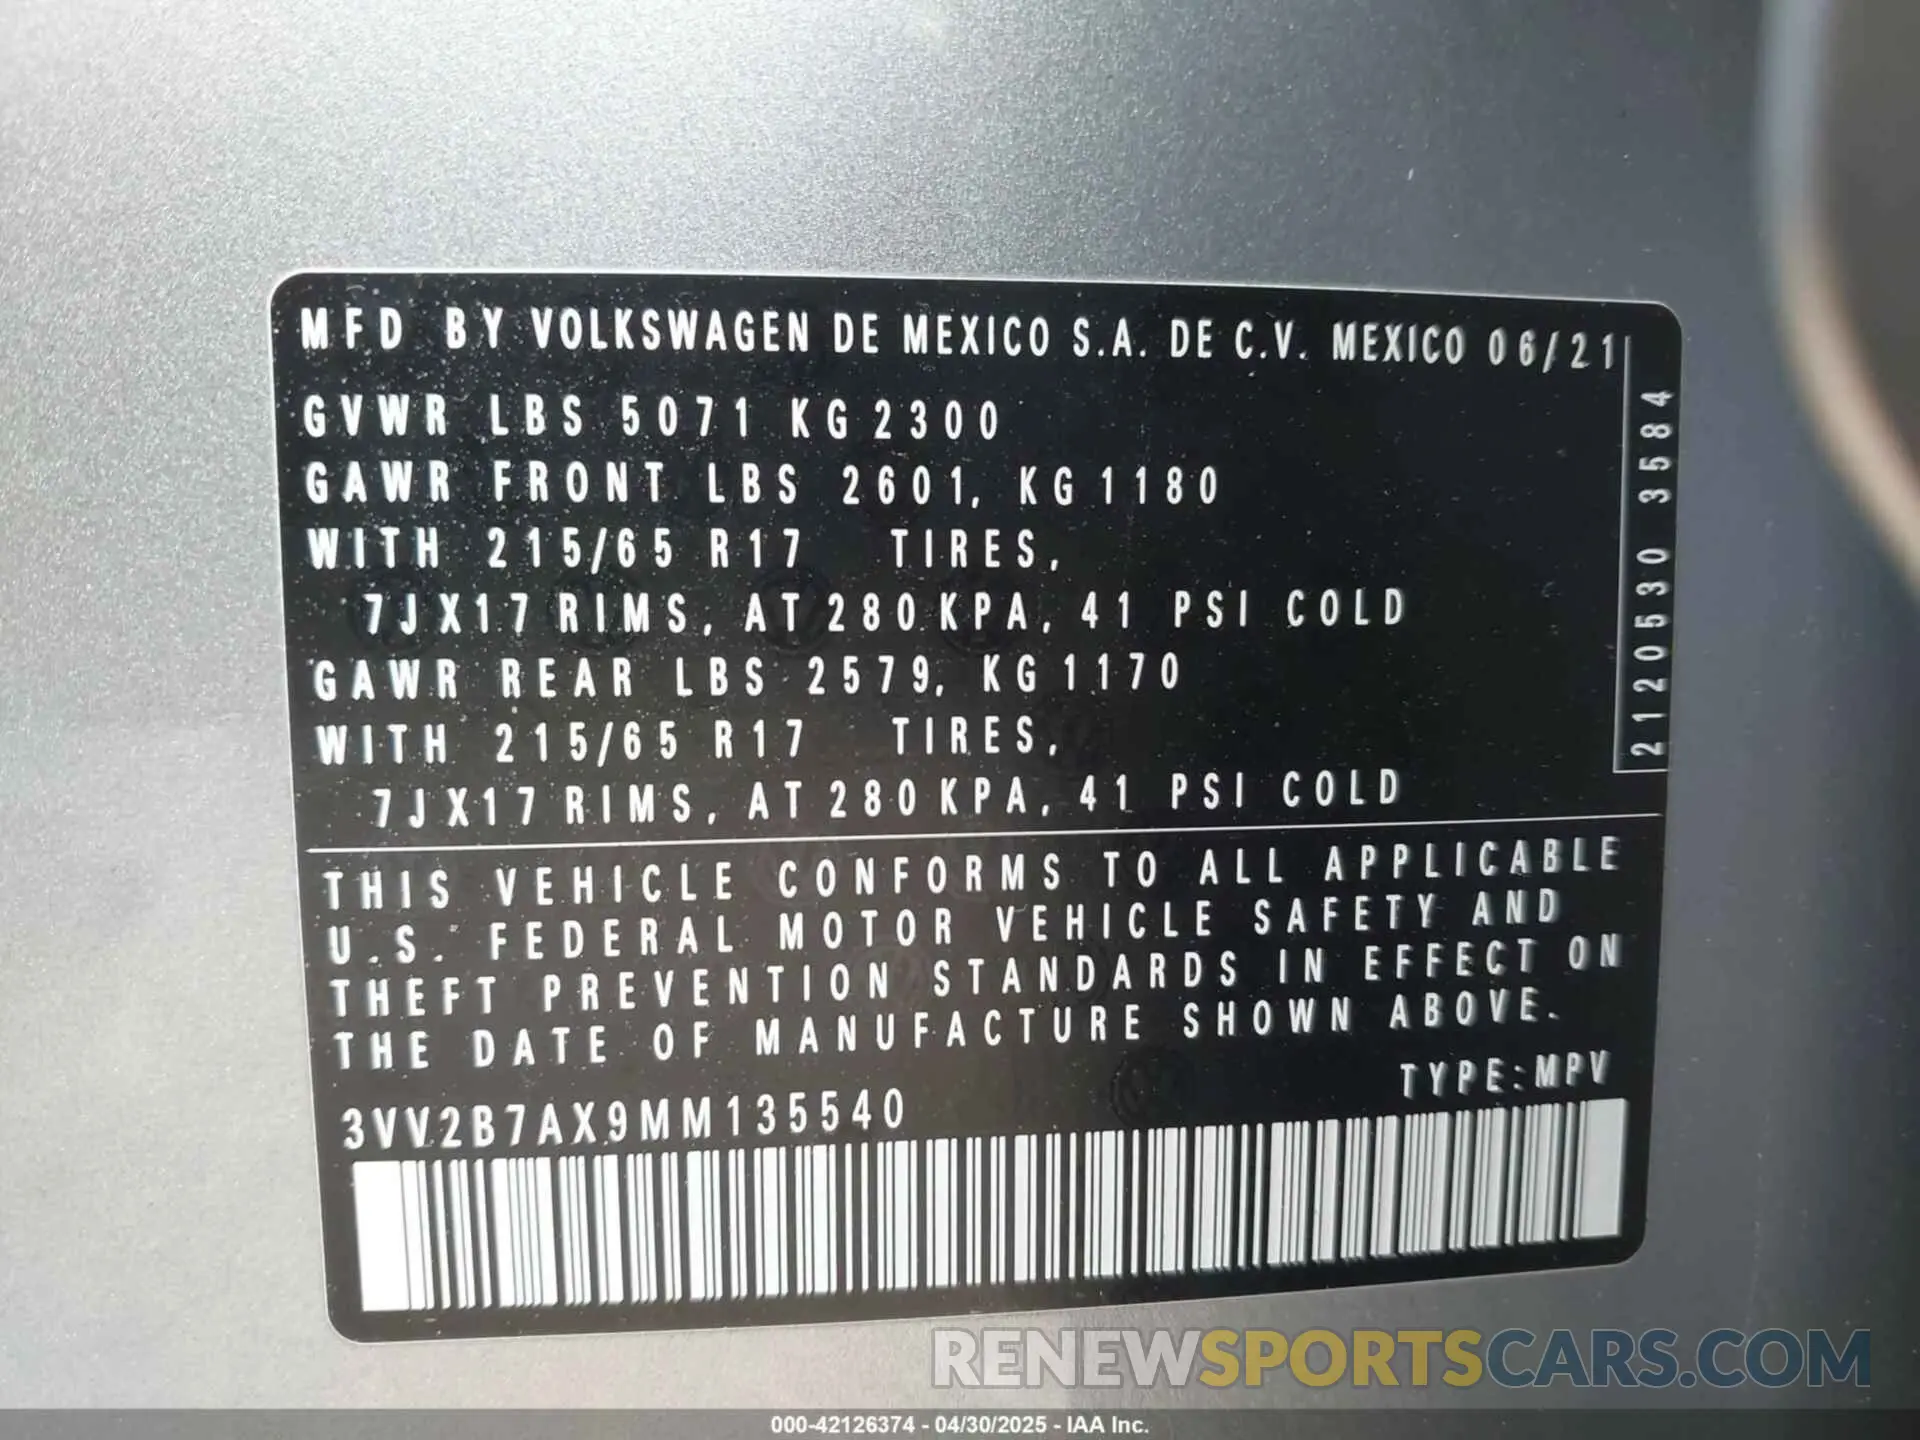 MFD BY VOLKSWAGEN DE MEXICO S.A. DE C.V. MEXICO 06/21
GVWR LBS 5071 KG 2300
GAWR FRONT LBS 2601, KG 1180
WITH 215/65 R17 TIRES,
7JX17 RIMS, AT 280 KPA, 41 PSI COLD
GAWR REAR LBS 2579, KG 1170
WITH 215/65 R17 TIRES,
7JX17 RIMS, AT 280 KPA, 41 PSI COLD
2120530 3584
THIS VEHICLE CONFORMS TO ALL APPLICABLE
U.S. FEDERAL MOTOR VEHICLE SAFETY AND
THEFT PREVENTION STANDARDS IN EFFECT ON
THE DATE OF MANUFACTURE SHOWN ABOVE.
TYPE:MPV
3VV2B7AX9MM135540
RENEWSPORTSCARS.COM
000-42126374 - 04/30/2025 - IAA Inc.